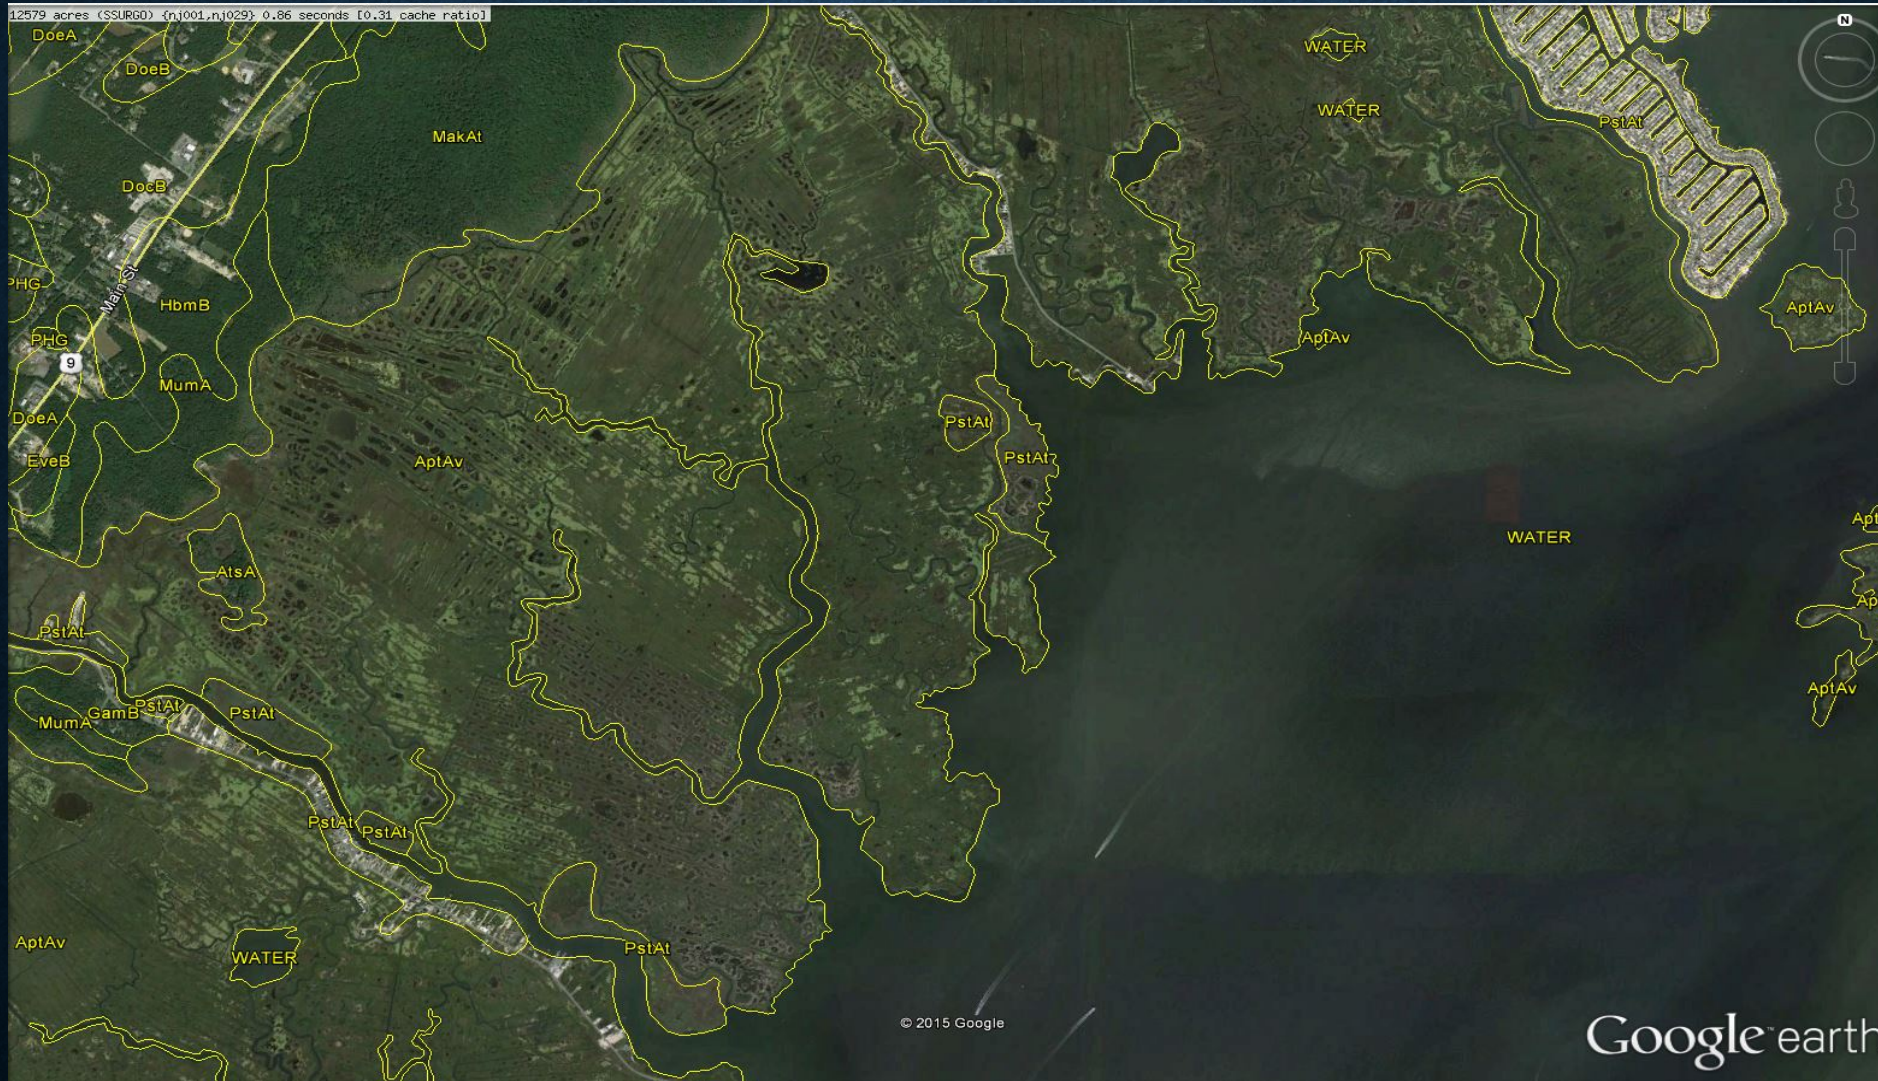 12579 acres (SSURGO) {nj001,nj029} 0.86 seconds [0.31 cache ratio]
N
DoeA
WATER
DoeB
WATER
PstAt
MakAt
DocB
PHG
Main St
HbmB
AptAv
PHG
AptAv
9
MumA
DoeA
PstAt
EveB
AptAv
PstAt
Apt
WATER
AtsA
Ap
PstAt
AptAv
MumA
GamB
PstAt
PstAt
PstAt
PstAt
AptAv
WATER
PstAt
© 2015 Google
Google earth